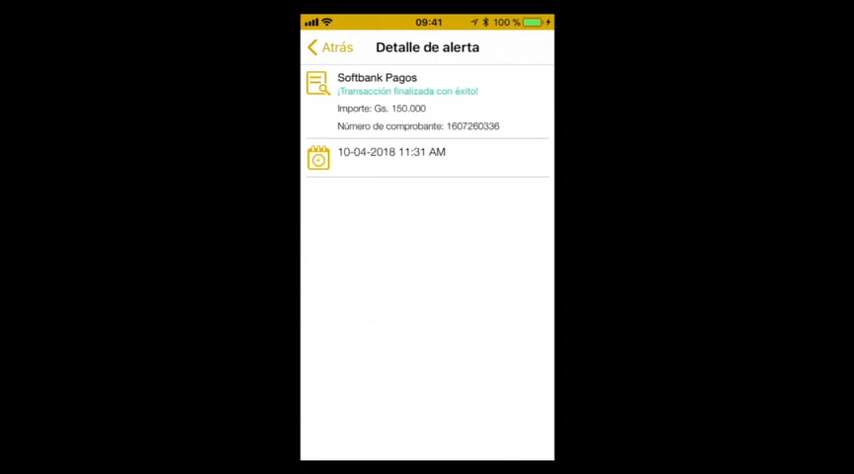 09:41 100 %
Atrás Detalle de alerta
Softbank Pagos
¡Transacción finalizada con éxito!
Importe: Gs. 150.000
Número de comprobante: 1607260336
10-04-2018 11:31 AM